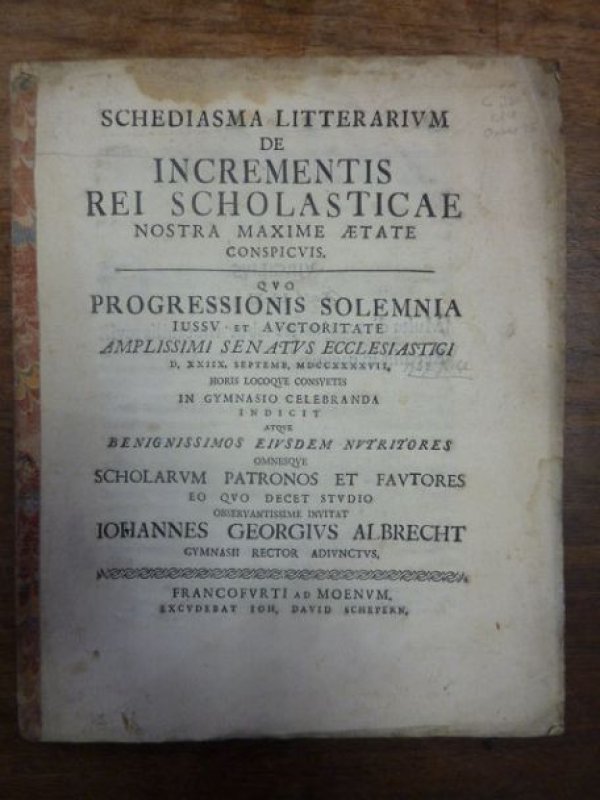 SCHEDIASMA LITTERARIVM
DE
INCREMENTIS
REI SCHOLASTICAE
NOSTRA MAXIME ÆTATE
CONSPICVIS.
QVO
PROGRESSIONIS SOLEMNIA
IUSSV ET AVCTORITATE
AMPLISSIMI SENATVS ECCLESIASTICI
D. XXIIX. SEPTEMB. MDCCXXXXVII.
HORIS LOCOQVE CONSVETIS
IN GYMNASIO CELEBRANDA
INDICIT
ATQVE
BENIGNISSIMOS EIVSDEM NVTRITORES
OMNESQVE
SCHOLARVM PATRONOS ET FAVTORES
EO QVO DECET STVDIO
OBSERVANTISSIME INVITAT
IOHANNES GEORGIVS ALBRECHT
GYMNASII RECTOR ADIVNCTVS.
FRANCOFVRTI AD MOENVM.
EXCVDEBAT IOH. DAVID SCHEPERN.